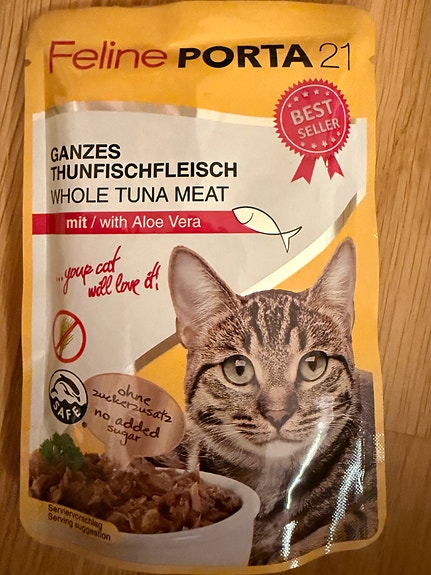 Feline PORTA 21
BEST
SELLER
GANZES
THUNFISCHFLEISCH
WHOLE TUNA MEAT
mit / with Aloe Vera
...your cat
will love it!
SAFE
ohne
zuckerzusatz
no added
sugar
Serviervorschlag
Serving suggestion